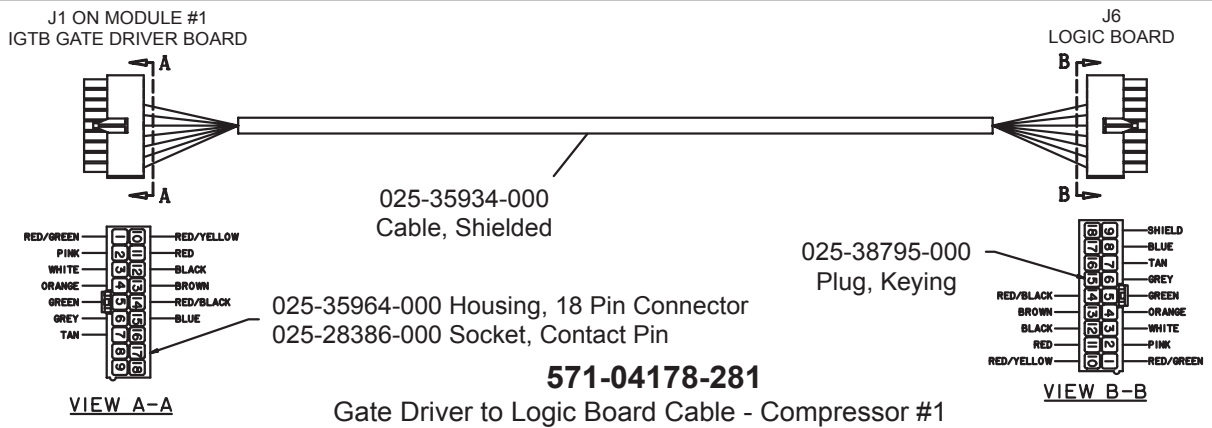 J1 ON MODULE #1
IGTB GATE DRIVER BOARD
J6
LOGIC BOARD
A
B
A
B
025-35934-000
Cable, Shielded
RED/GREEN 1 10 RED/YELLOW
PINK 2 11 RED
WHITE 3 12 BLACK
ORANGE 4 13 BROWN
GREEN 5 14 RED/BLACK
GREY 6 15 BLUE
TAN 7 16
8 17
9 18
VIEW A-A
025-35964-000 Housing, 18 Pin Connector
025-28386-000 Socket, Contact Pin
025-38795-000
Plug, Keying
18 9 SHIELD
17 8 BLUE
16 7 TAN
15 6 GREY
RED/BLACK 14 5 GREEN
BROWN 13 4 ORANGE
BLACK 12 3 WHITE
RED 11 2 PINK
RED/YELLOW 10 1 RED/GREEN
VIEW B-B
571-04178-281
Gate Driver to Logic Board Cable - Compressor #1